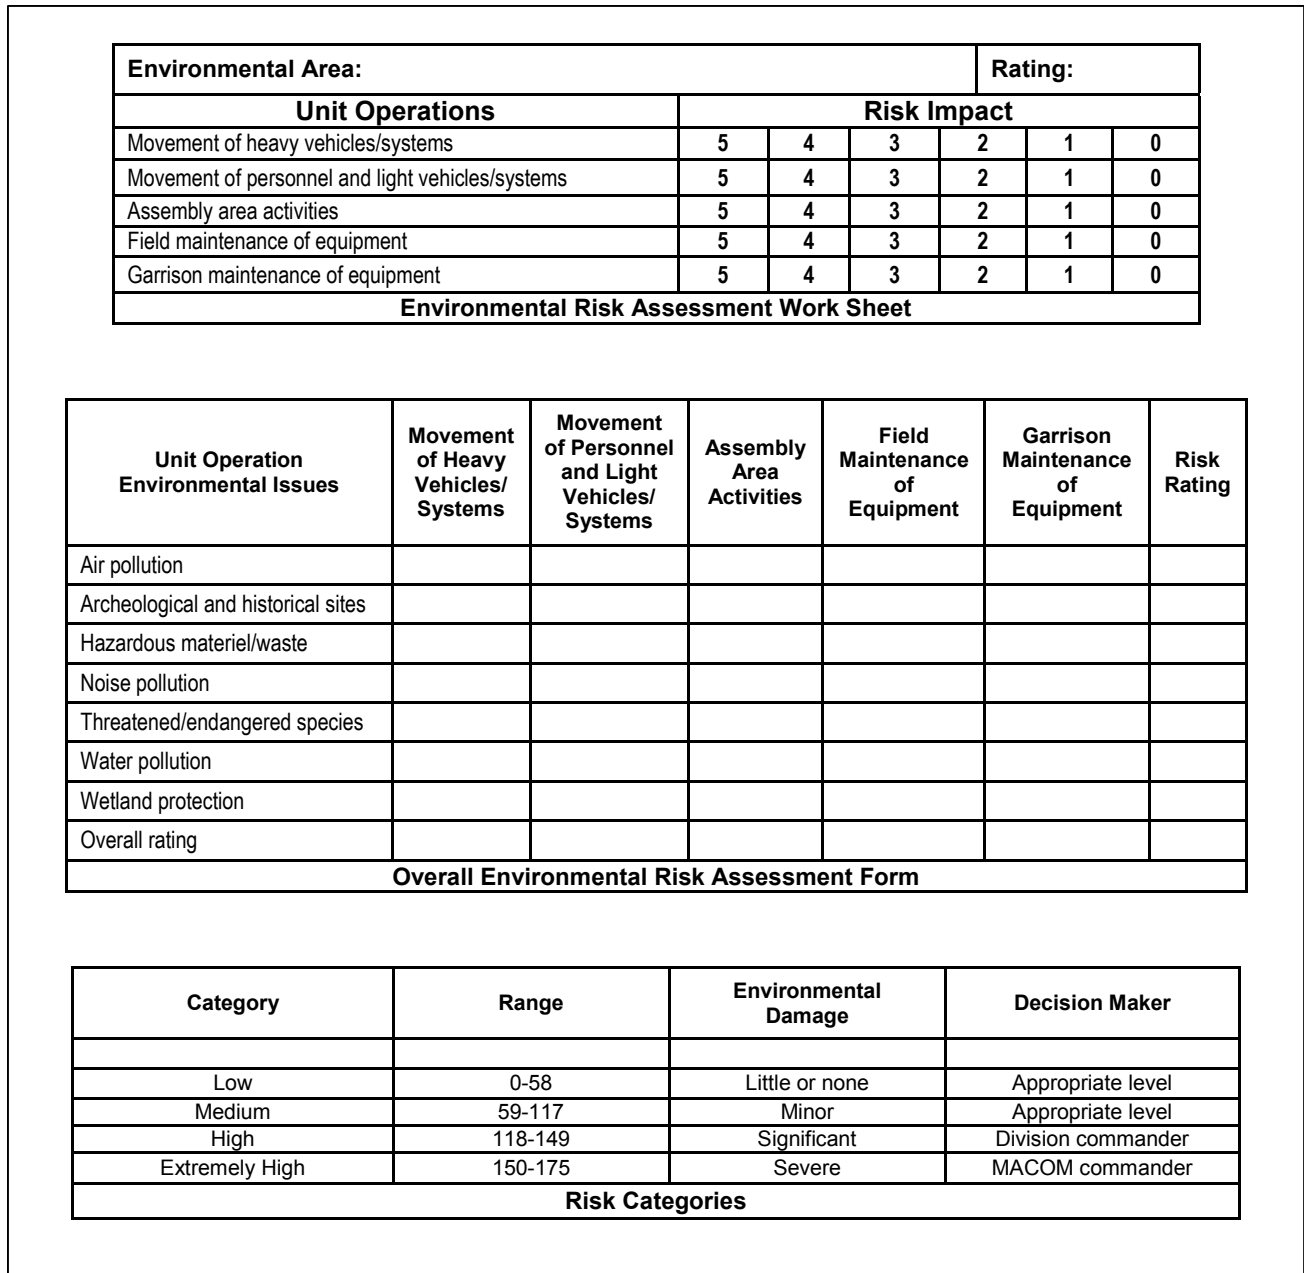 Environmental Area: Rating:
Unit Operations Risk Impact
Movement of heavy vehicles/systems 5 4 3 2 1 0
Movement of personnel and light vehicles/systems 5 4 3 2 1 0
Assembly area activities 5 4 3 2 1 0
Field maintenance of equipment 5 4 3 2 1 0
Garrison maintenance of equipment 5 4 3 2 1 0
Environmental Risk Assessment Work Sheet
Unit Operation
Environmental Issues
Movement
of Heavy
Vehicles/
Systems
Movement
of Personnel
and Light
Vehicles/
Systems
Assembly
Area
Activities
Field
Maintenance
of
Equipment
Garrison
Maintenance
of
Equipment
Risk
Rating
Air pollution
Archeological and historical sites
Hazardous materiel/waste
Noise pollution
Threatened/endangered species
Water pollution
Wetland protection
Overall rating
Overall Environmental Risk Assessment Form
Category Range Environmental
Damage
Decision Maker
Low 0-58 Little or none Appropriate level
Medium 59-117 Minor Appropriate level
High 118-149 Significant Division commander
Extremely High 150-175 Severe MACOM commander
Risk Categories